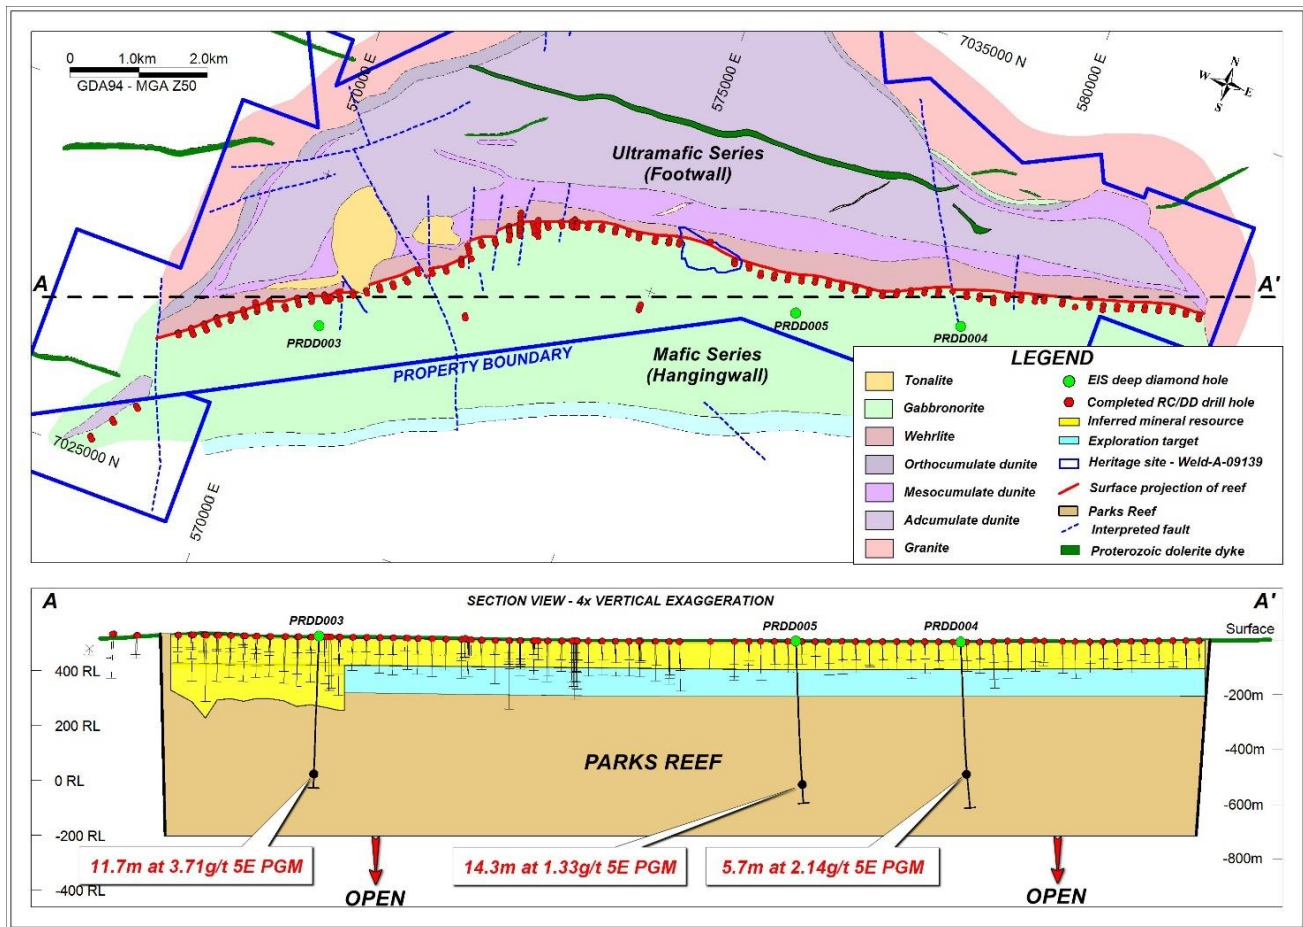 0 1.0km 2.0km
GDA94 - MGA Z50
570000 E
575000 E
7035000 N
580000 E
N
W
E
S
Ultramafic Series
(Footwall)
A
A'
PRDD003
PRDD005
PRDD004
PROPERTY BOUNDARY
Mafic Series
(Hangingwall)
7025000 N
570000 E
LEGEND
Tonalite
Gabbronorite
Wehrlite
Orthocumulate dunite
Mesocumulate dunite
Adcumulate dunite
Granite
EIS deep diamond hole
Completed RC/DD drill hole
Inferred mineral resource
Exploration target
Heritage site - Weld-A-09139
Surface projection of reef
Parks Reef
Interpreted fault
Proterozoic dolerite dyke
A
SECTION VIEW - 4x VERTICAL EXAGGERATION
A'
PRDD003
PRDD005
PRDD004
Surface
400 RL
200 RL
0 RL
-200 RL
-400 RL
-200m
-400m
-600m
-800m
PARKS REEF
11.7m at 3.71g/t 5E PGM
14.3m at 1.33g/t 5E PGM
5.7m at 2.14g/t 5E PGM
OPEN
OPEN